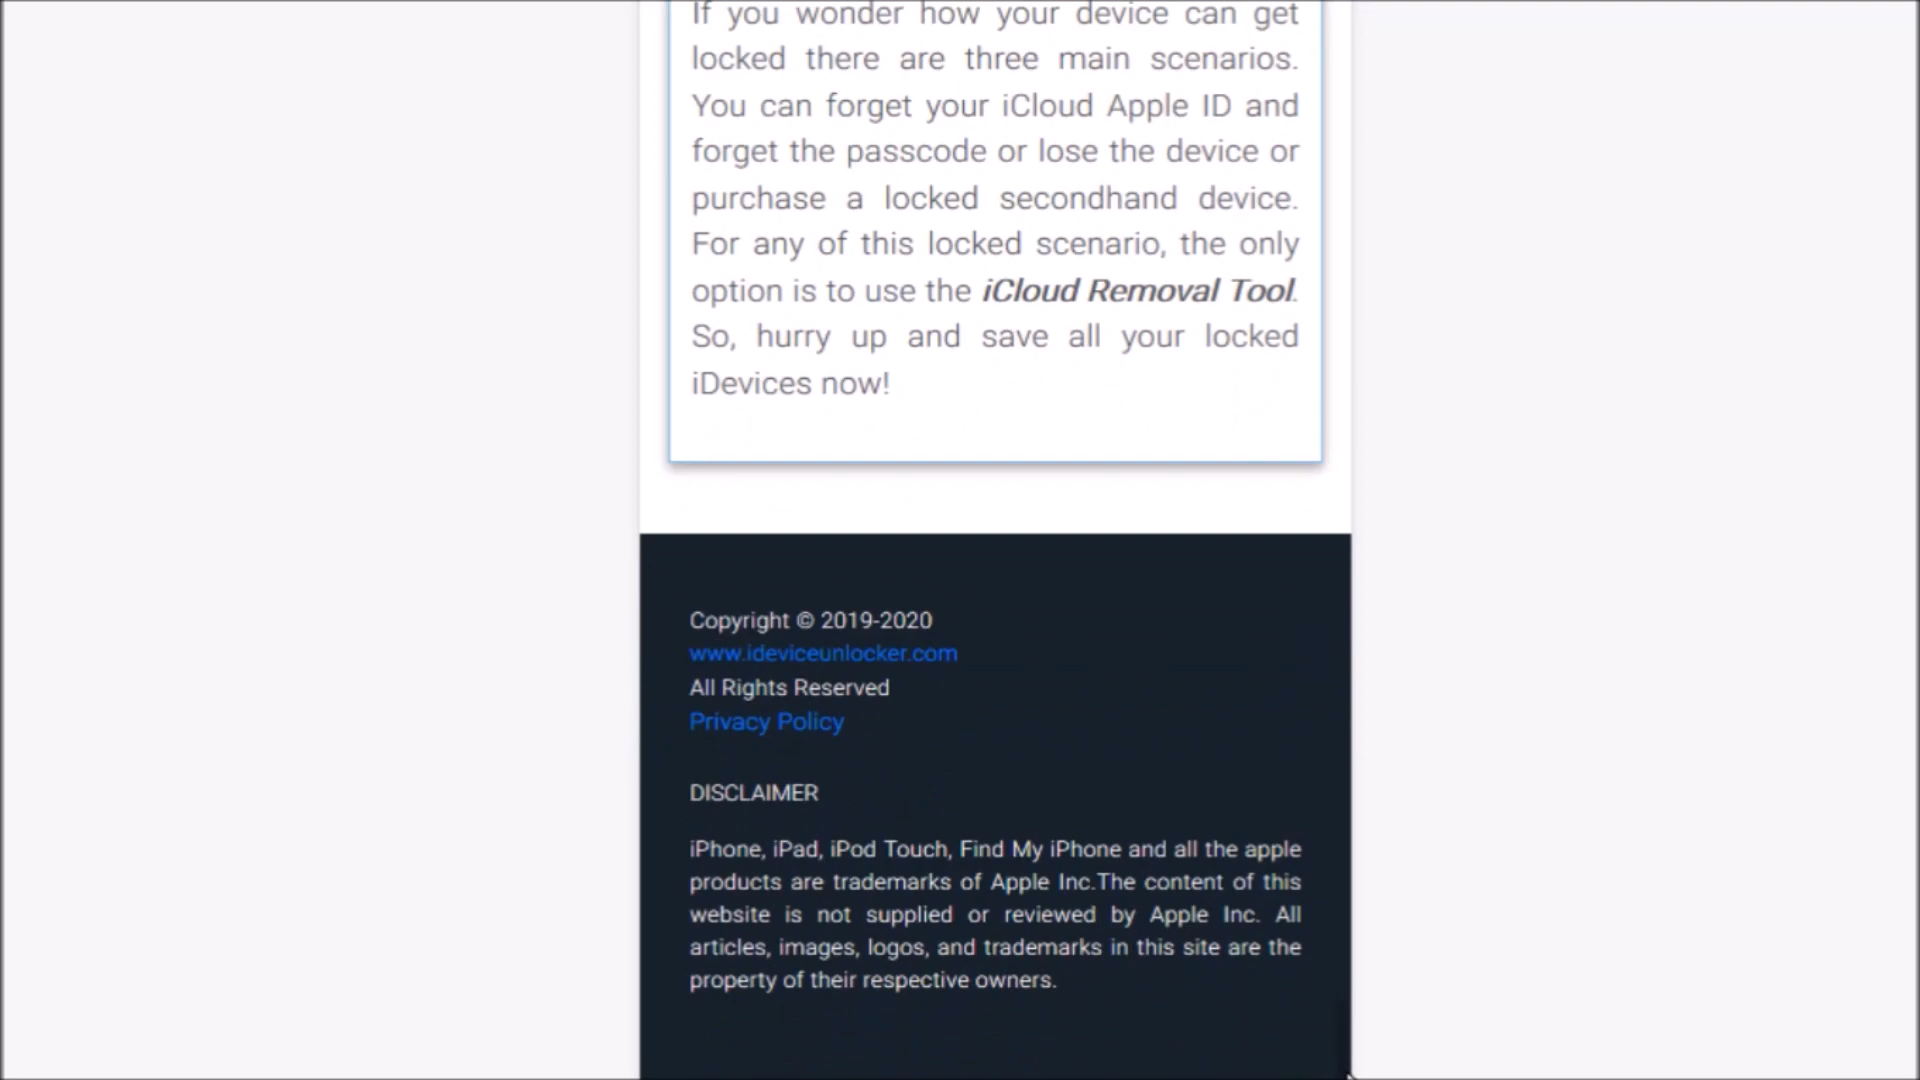 If you wonder how your device can get
locked there are three main scenarios.
You can forget your iCloud Apple ID and
forget the passcode or lose the device or
purchase a locked secondhand device.
For any of this locked scenario, the only
option is to use the iCloud Removal Tool.
So, hurry up and save all your locked
iDevices now!
Copyright © 2019-2020
www.ideviceunlocker.com
All Rights Reserved
Privacy Policy
DISCLAIMER
iPhone, iPad, iPod Touch, Find My iPhone and all the apple
products are trademarks of Apple Inc.The content of this
website is not supplied or reviewed by Apple Inc. All
articles, images, logos, and trademarks in this site are the
property of their respective owners.